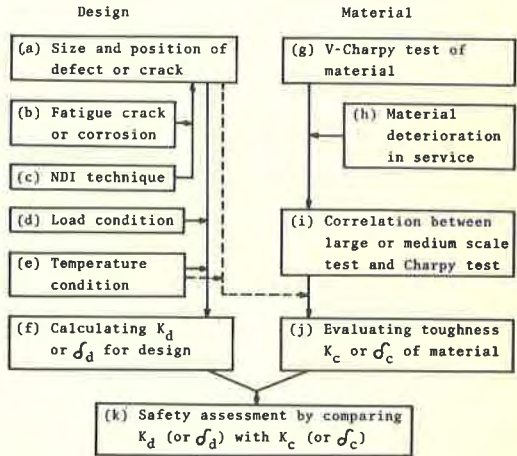 Design
Material
(a) Size and position of
defect or crack
(b) Fatigue crack
or corrosion
(c) NDI technique
(d) Load condition
(e) Temperature
condition
(f) Calculating K_d
or δ_d for design
(g) V-Charpy test of
material
(h) Material
deterioration
in service
(i) Correlation between
large or medium scale
test and Charpy test
(j) Evaluating toughness
K_c or δ_c of material
(k) Safety assessment by comparing
K_d (or δ_d) with K_c (or δ_c)